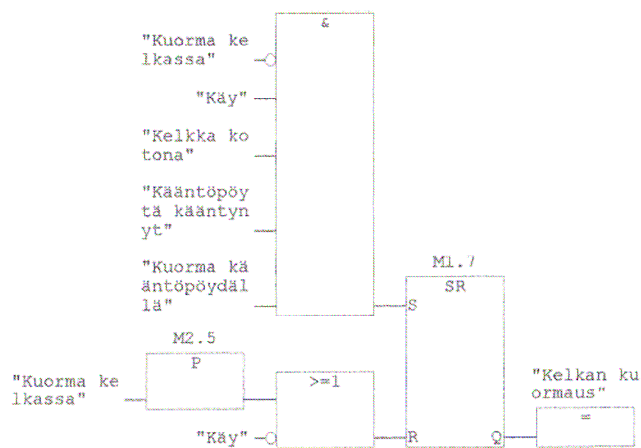 &
"Kuorma ke
lkassa"
"Käy"
"Kelkka ko
tona"
"Kääntöpöy
tä kääntyn
yt"
"Kuorma kä
äntöpöydäl
lä"
M1.7
SR
S
M2.5
P
"Kuorma ke
lkassa"
>=1
"Käy"
R
Q
"Kelkan ku
ormaus"
=